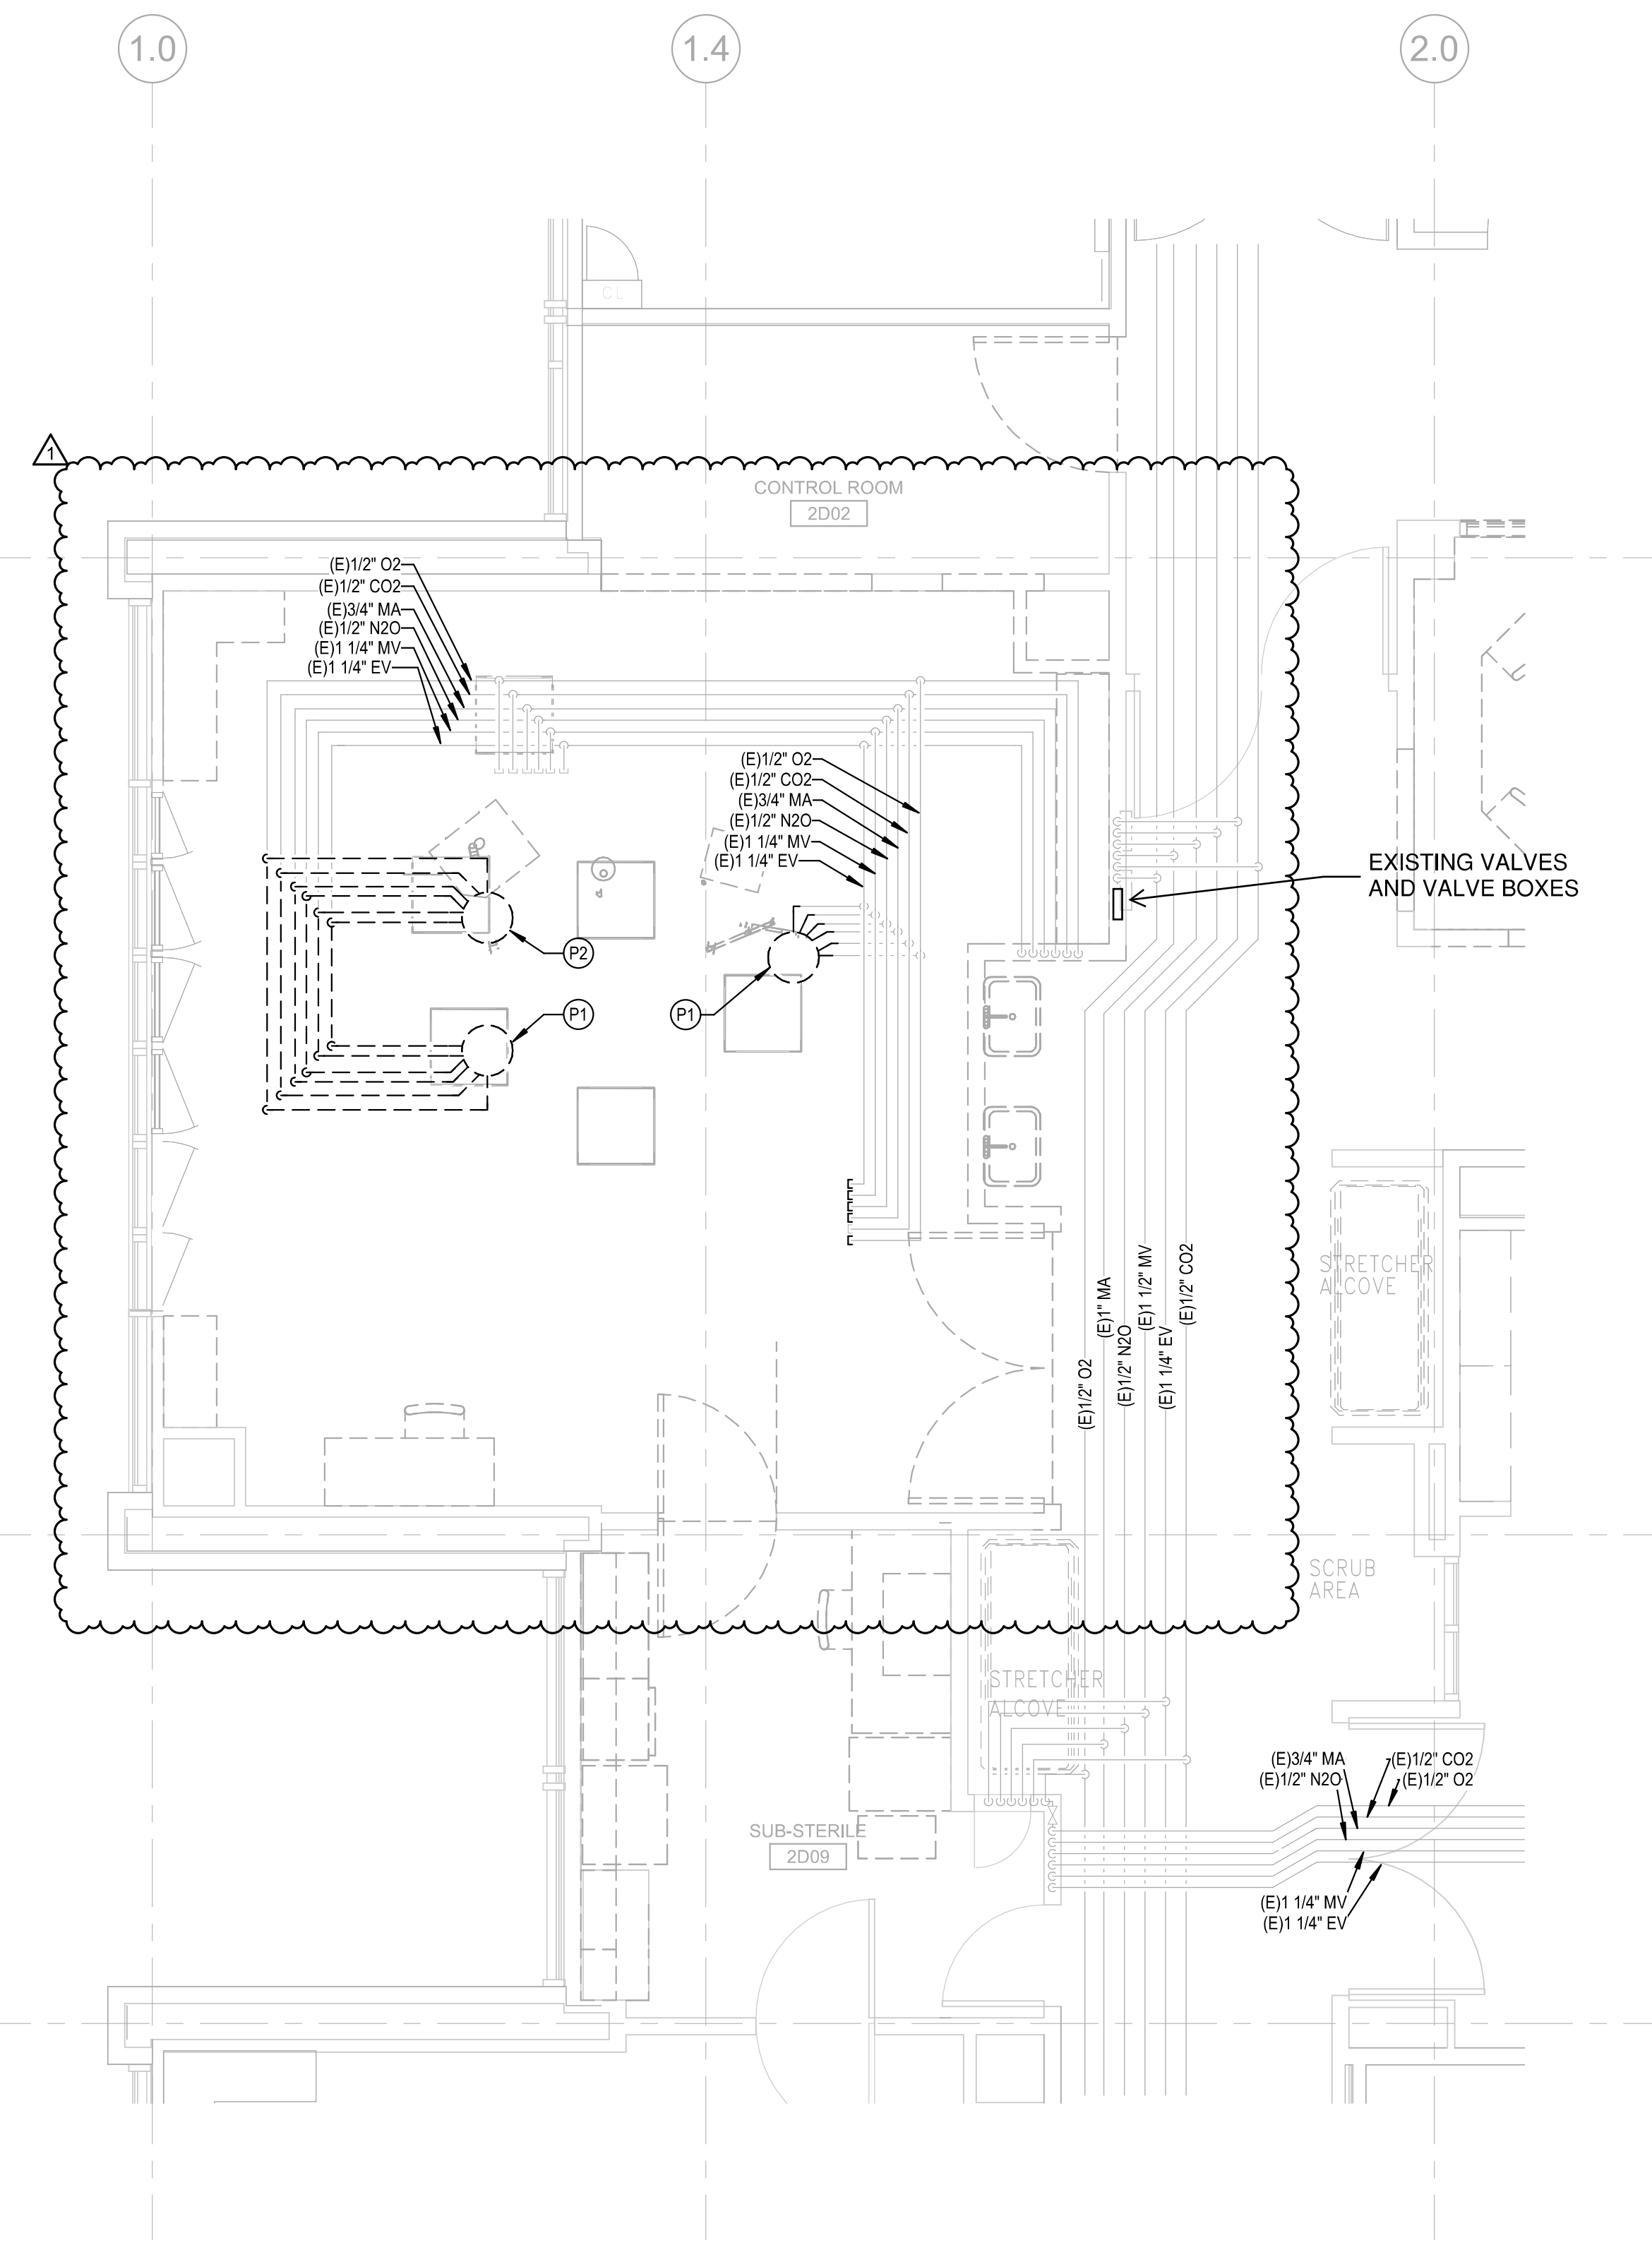 1.0
1.4
2.0
CL
1
CONTROL ROOM
2D02
(E)1/2" O2
(E)1/2" CO2
(E)3/4" MA
(E)1/2" N2O
(E)1 1/4" MV
(E)1 1/4" EV
(E)1/2" O2
(E)1/2" CO2
(E)3/4" MA
(E)1/2" N2O
(E)1 1/4" MV
(E)1 1/4" EV
EXISTING VALVES
AND VALVE BOXES
P2
P1
P1
(E)1/2" O2
(E)1" MA
(E)1/2" N2O
(E)1 1/2" MV
(E)1 1/4" EV
(E)1/2" CO2
STRETCHER
ALCOVE
SCRUB
AREA
STRETCHER
ALCOVE
(E)3/4" MA
(E)1/2" N2O
(E)1/2" CO2
(E)1/2" O2
(E)1 1/4" MV
(E)1 1/4" EV
SUB-STERILE
2D09